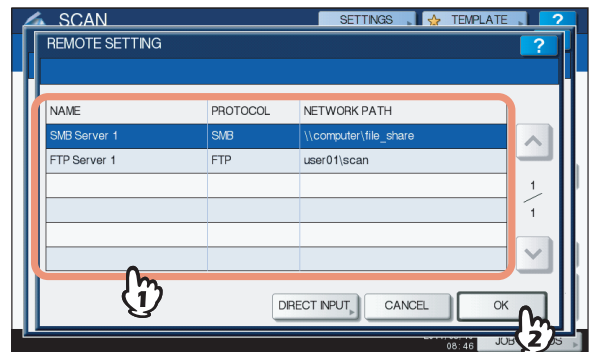 SCAN SETTINGS TEMPLATE ?
REMOTE SETTING ?
NAME PROTOCOL NETWORK PATH
SMB Server 1 SMB \\computer\file_share
FTP Server 1 FTP user01\scan
1
1
1
DIRECT INPUT CANCEL OK
2
08:46 JOB